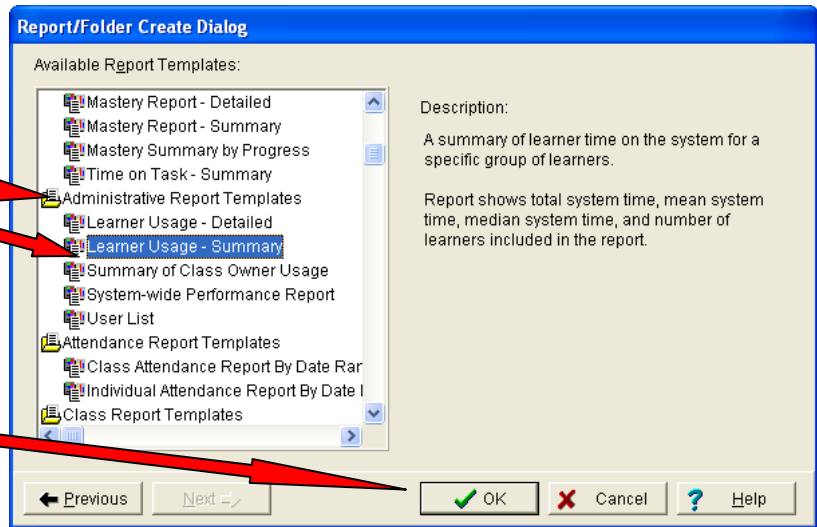 Report/Folder Create Dialog
Available Report Templates:
Mastery Report - Detailed
Mastery Report - Summary
Mastery Summary by Progress
Time on Task - Summary
Administrative Report Templates
Learner Usage - Detailed
Learner Usage - Summary
Summary of Class Owner Usage
System-wide Performance Report
User List
Attendance Report Templates
Class Attendance Report By Date Ran
Individual Attendance Report By Date
Class Report Templates
Description:
A summary of learner time on the system for a
specific group of learners.
Report shows total system time, mean system
time, median system time, and number of
learners included in the report.
Previous
Next
OK
Cancel
Help